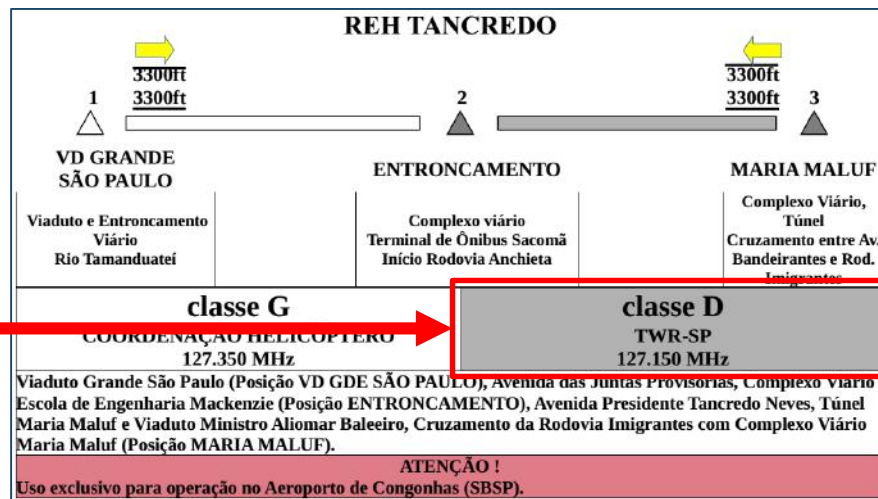 REH TANCREDO
3300ft
3300ft
3300ft
3300ft
1
2
3
VD GRANDE
SÃO PAULO
ENTRONCAMENTO
MARIA MALUF
Viaduto e Entroncamento
Viário
Rio Tamanduateí
Complexo viário
Terminal de Ônibus Sacomã
Início Rodovia Anchieta
Complexo Viário,
Túnel
Cruzamento entre Av.
Bandeirantes e Rod.
Imigrantes
classe G
COORDENAÇÃO HELICOPTERO
127.350 MHz
classe D
TWR-SP
127.150 MHz
Viaduto Grande São Paulo (Posição VD GDE SÃO PAULO), Avenida das Juntas Provisórias, Complexo Viário
Escola de Engenharia Mackenzie (Posição ENTRONCAMENTO), Avenida Presidente Tancredo Neves, Túnel
Maria Maluf e Viaduto Ministro Aliomar Baleeiro, Cruzamento da Rodovia Imigrantes com Complexo Viário
Maria Maluf (Posição MARIA MALUF).
ATENÇÃO !
Uso exclusivo para operação no Aeroporto de Congonhas (SBSP).